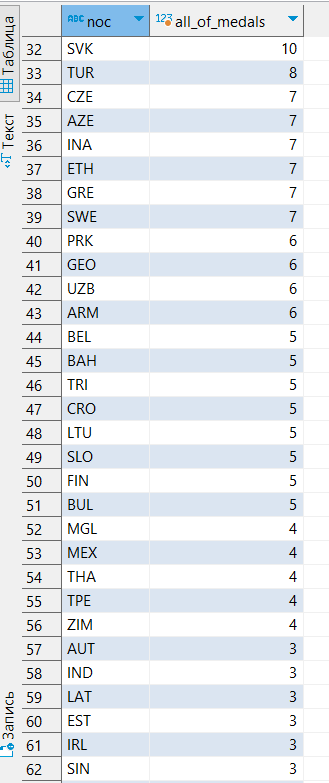 Таблица
Текст
Запись
ABC noc 123 all_of_medals
32 SVK 10
33 TUR 8
34 CZE 7
35 AZE 7
36 INA 7
37 ETH 7
38 GRE 7
39 SWE 7
40 PRK 6
41 GEO 6
42 UZB 6
43 ARM 6
44 BEL 5
45 BAH 5
46 TRI 5
47 CRO 5
48 LTU 5
49 SLO 5
50 FIN 5
51 BUL 5
52 MGL 4
53 MEX 4
54 THA 4
55 TPE 4
56 ZIM 4
57 AUT 3
58 IND 3
59 LAT 3
60 EST 3
61 IRL 3
62 SIN 3